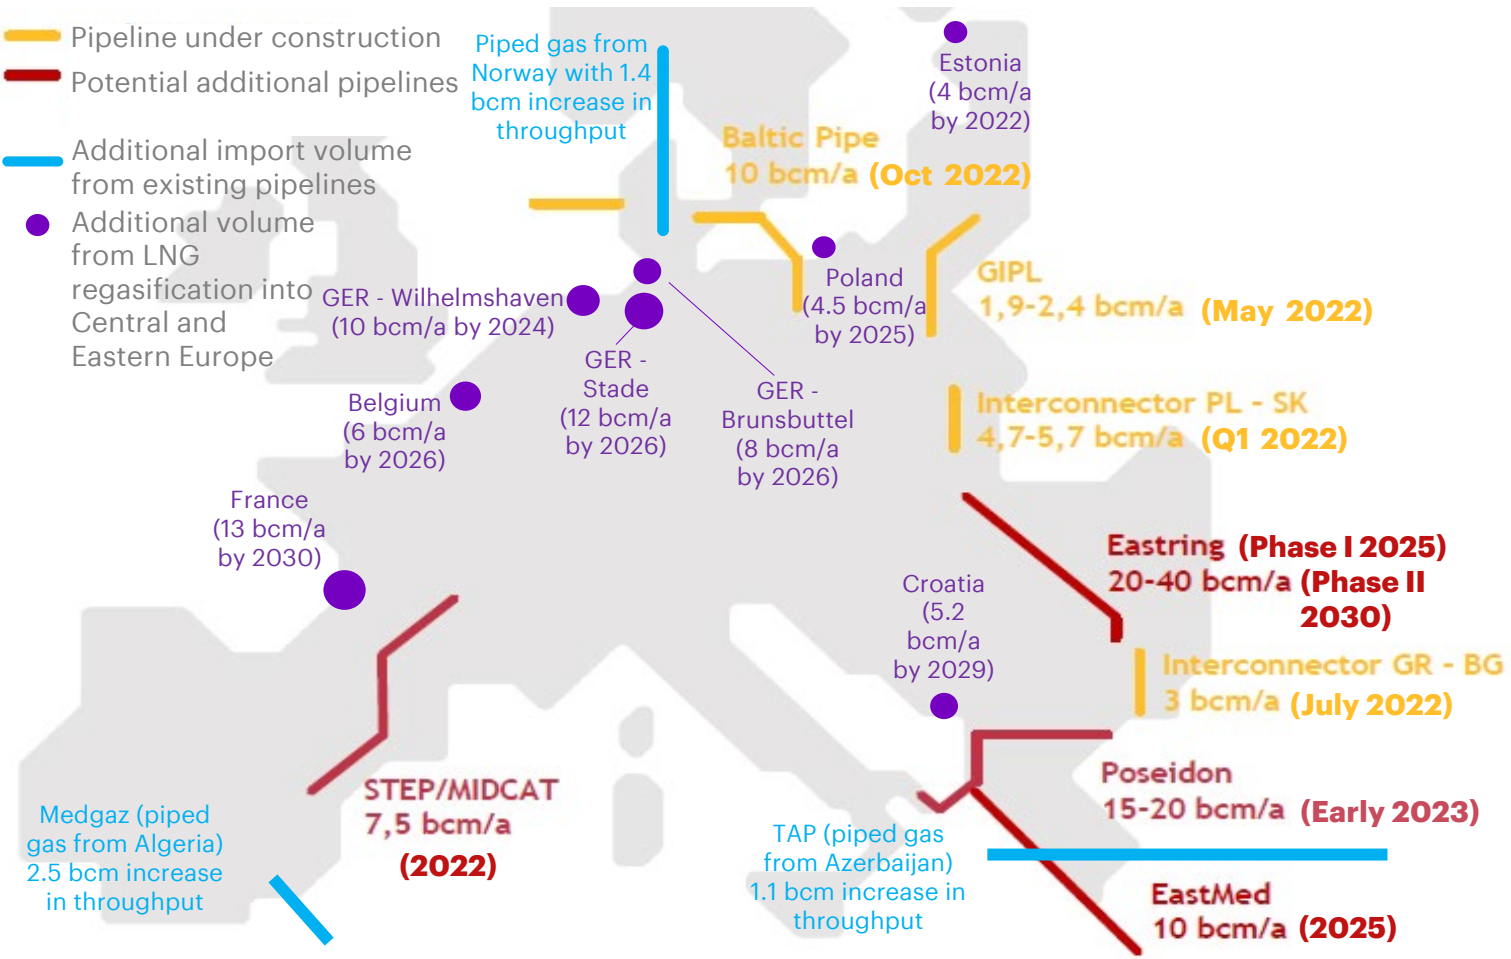 Pipeline under construction
Potential additional pipelines
Additional import volume
from existing pipelines
Additional volume
from LNG
regasification into
Central and
Eastern Europe
Piped gas from
Norway with 1.4
bcm increase in
throughput
Estonia
(4 bcm/a
by 2022)
Baltic Pipe
10 bcm/a (Oct 2022)
GER - Wilhelmshaven
(10 bcm/a by 2024)
Poland
(4.5 bcm/a
by 2025)
GIPL
1,9-2,4 bcm/a (May 2022)
GER -
Stade
(12 bcm/a
by 2026)
GER -
Brunsbuttel
(8 bcm/a
by 2026)
Belgium
(6 bcm/a
by 2026)
Interconnector PL - SK
4,7-5,7 bcm/a (Q1 2022)
France
(13 bcm/a
by 2030)
Eastring (Phase I 2025)
20-40 bcm/a (Phase II
2030)
Croatia
(5.2
bcm/a
by 2029)
Interconnector GR - BG
3 bcm/a (July 2022)
STEP/MIDCAT
7,5 bcm/a
(2022)
Poseidon
15-20 bcm/a (Early 2023)
Medgaz (piped
gas from Algeria)
2.5 bcm increase
in throughput
TAP (piped gas
from Azerbaijan)
1.1 bcm increase in
throughput
EastMed
10 bcm/a (2025)